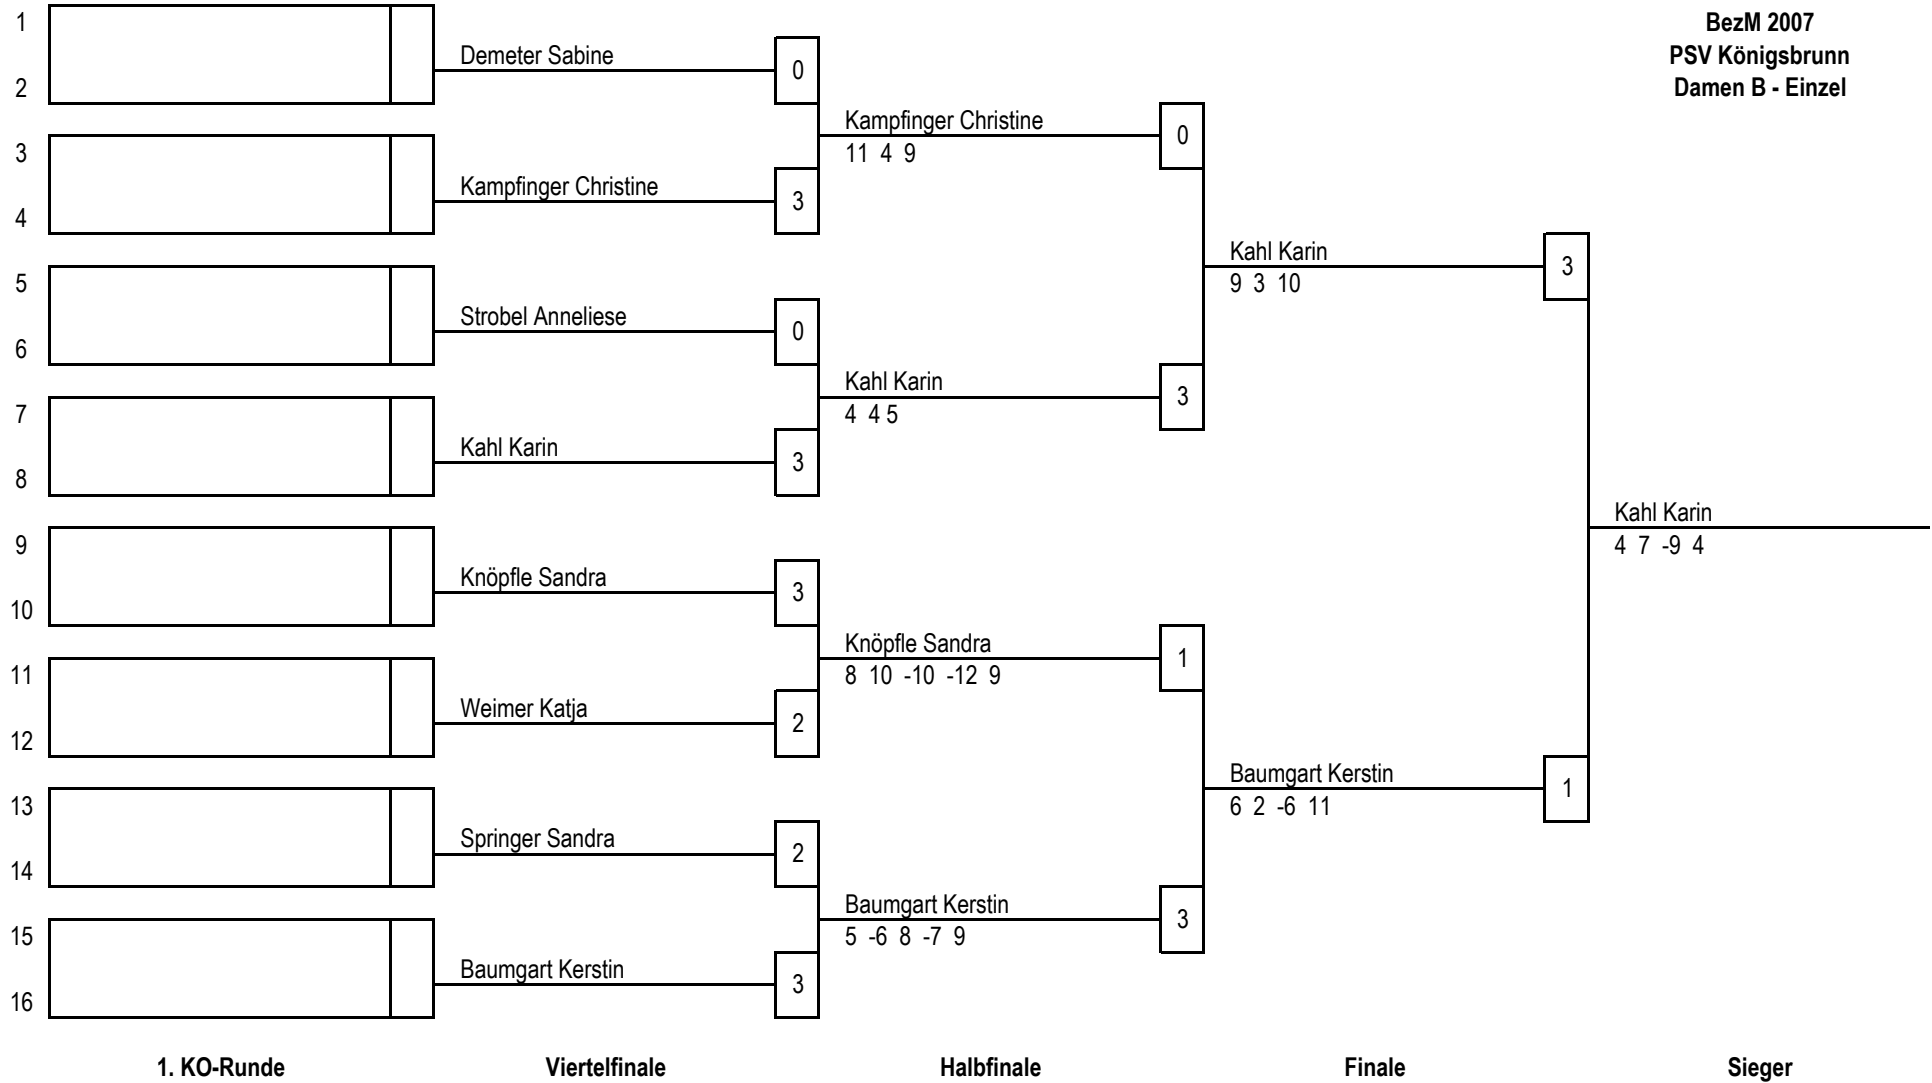 BezM 2007
PSV Königsbrunn
Damen B - Einzel
1
2
Demeter Sabine
0
Kampfinger Christine
11 4 9
0
3
4
Kampfinger Christine
3
Kahl Karin
9 3 10
3
5
6
Strobel Anneliese
0
Kahl Karin
4 4 5
3
7
8
Kahl Karin
3
Kahl Karin
4 7 -9 4
9
10
Knöpfle Sandra
3
Knöpfle Sandra
8 10 -10 -12 9
1
11
12
Weimer Katja
2
Baumgart Kerstin
6 2 -6 11
1
13
14
Springer Sandra
2
Baumgart Kerstin
5 -6 8 -7 9
3
15
16
Baumgart Kerstin
3
1. KO-Runde
Viertelfinale
Halbfinale
Finale
Sieger